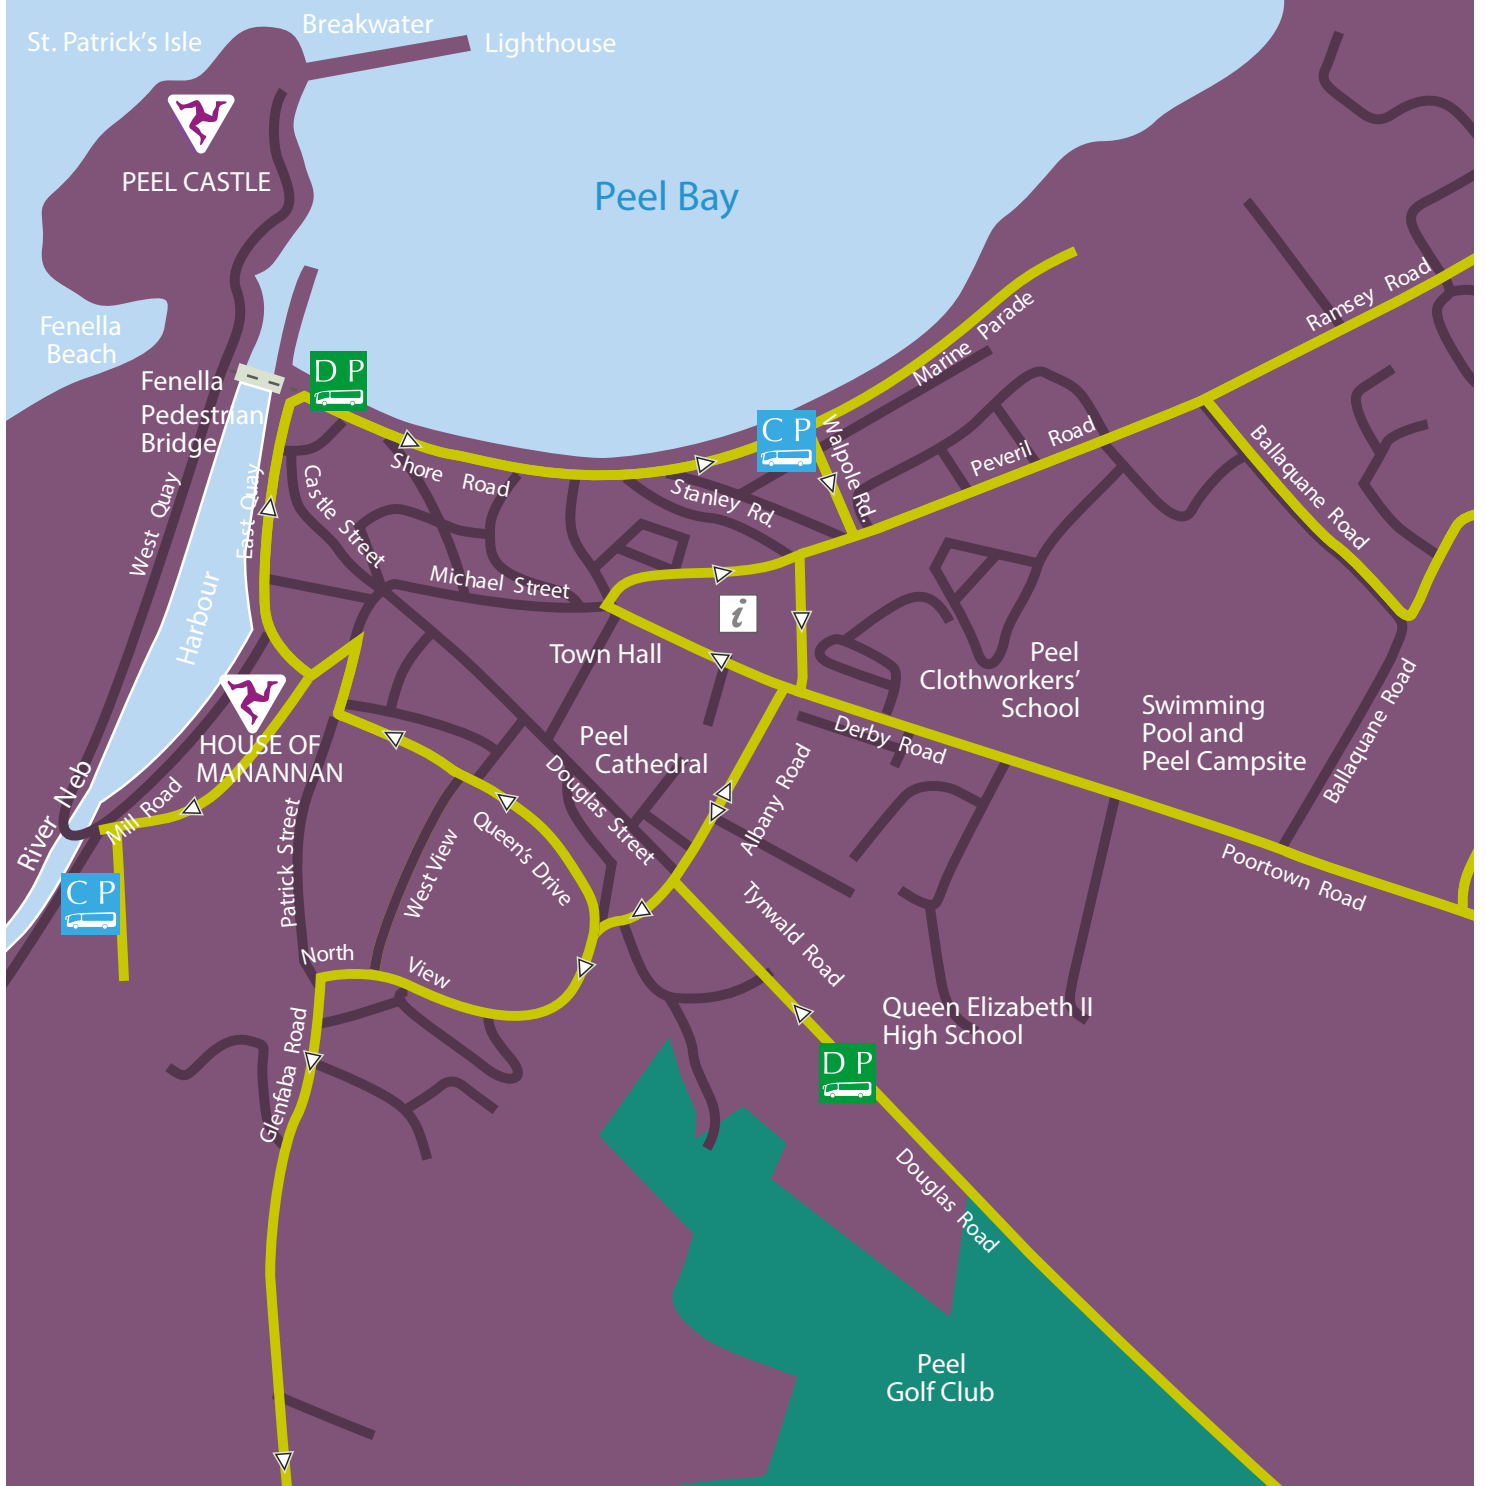 Breakwater
St. Patrick's Isle
Lighthouse
PEEL CASTLE
Peel Bay
Fenella
Beach
Fenella
Pedestrian
Bridge
D P
C P
Marine Parade
Ramsey Road
Walpole Rd.
Peveril Road
Ballaquane Road
Shore Road
Stanley Rd.
Castle Street
West Quay
East Quay
Harbour
Michael Street
i
Town Hall
Peel
Clothworkers'
School
Swimming
Pool and
Peel Campsite
Ballaquane Road
HOUSE OF
MANANNAN
Peel
Cathedral
Derby Road
Albany Road
Douglas Street
River Neb
Mill Road
Patrick Street
West View
Queen's Drive
Poortown Road
C P
Tynwald Road
North
View
Glenfaba Road
Queen Elizabeth II
High School
D P
Douglas Road
Peel
Golf Club